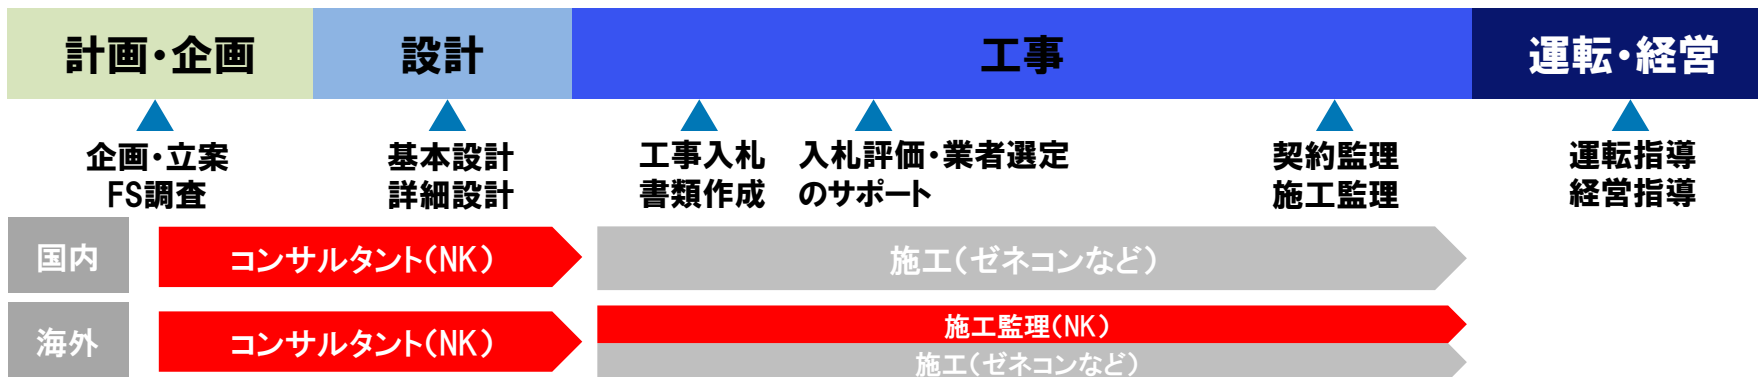 計画・企画
設計
工事
運転・経営
企画・立案
FS調査
基本設計
詳細設計
工事入札
書類作成
入札評価・業者選定
のサポート
契約監理
施工監理
運転指導
経営指導
国内
コンサルタント(NK)
施工(ゼネコンなど)
海外
コンサルタント(NK)
施工監理(NK)
施工(ゼネコンなど)